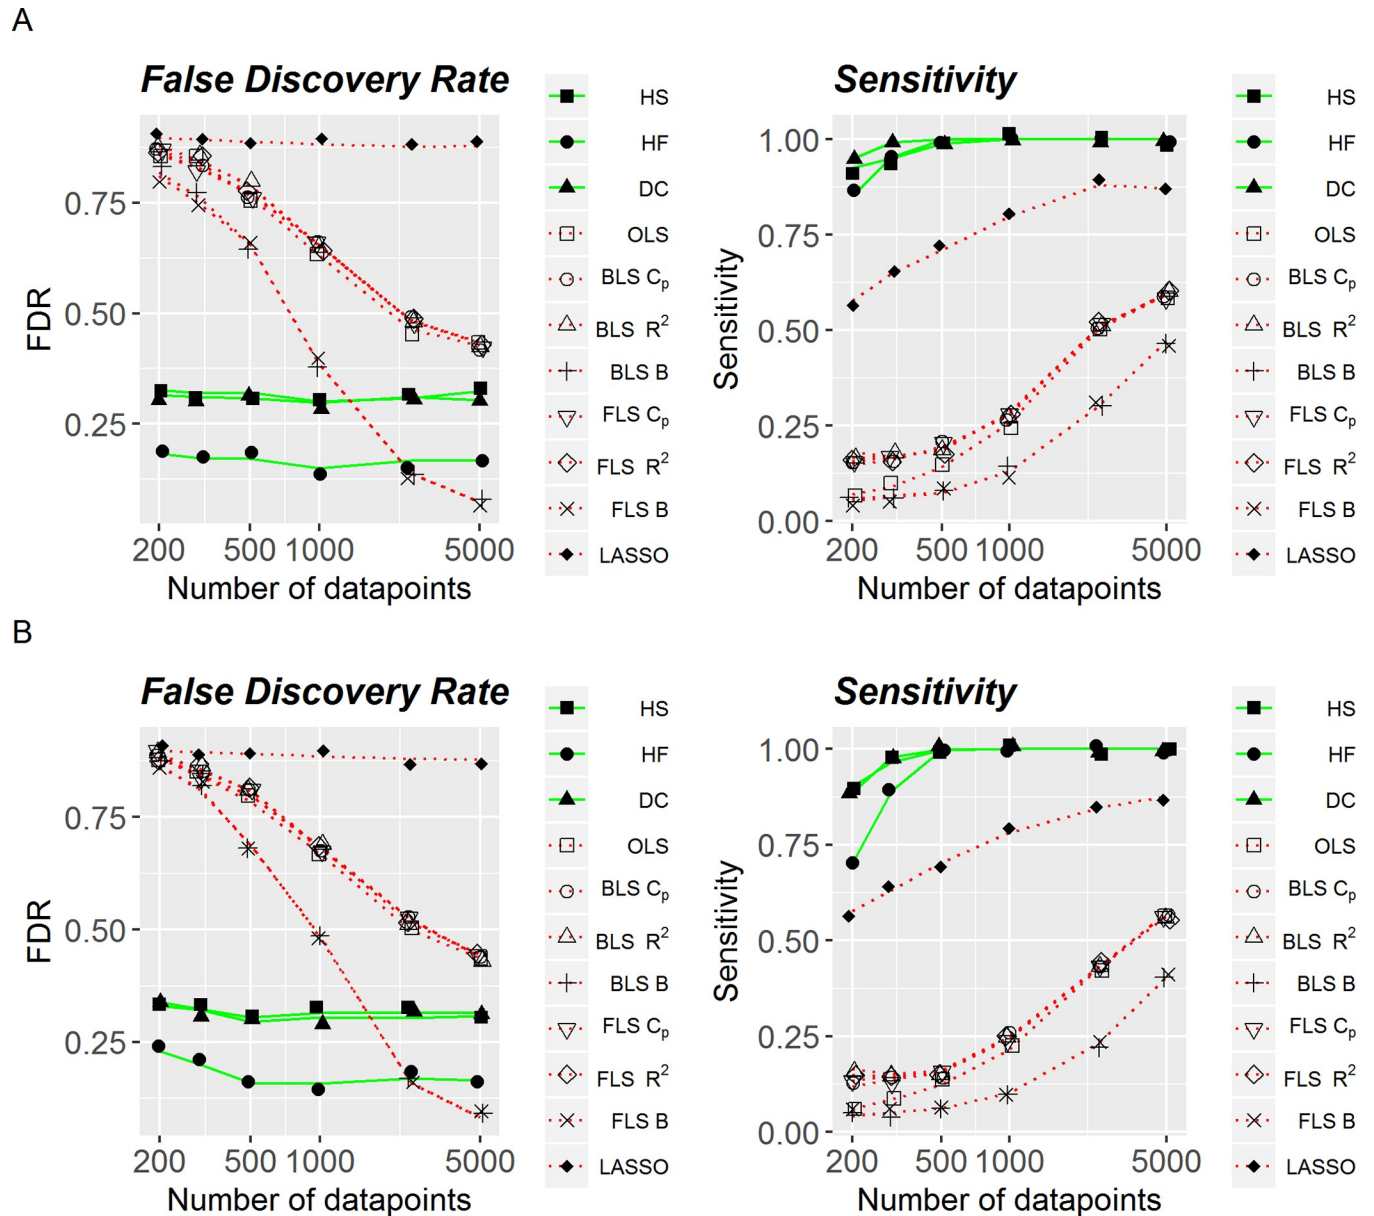 A
False Discovery Rate
FDR
0.75
0.50
0.25
200 500 1000 5000
Number of datapoints
HS
HF
DC
OLS
BLS Cp
BLS R²
BLS B
FLS Cp
FLS R²
FLS B
LASSO
Sensitivity
Sensitivity
1.00
0.75
0.50
0.25
0.00
200 500 1000 5000
Number of datapoints
HS
HF
DC
OLS
BLS Cp
BLS R²
BLS B
FLS Cp
FLS R²
FLS B
LASSO
B
False Discovery Rate
FDR
0.75
0.50
0.25
200 500 1000 5000
Number of datapoints
HS
HF
DC
OLS
BLS Cp
BLS R²
BLS B
FLS Cp
FLS R²
FLS B
LASSO
Sensitivity
Sensitivity
1.00
0.75
0.50
0.25
0.00
200 500 1000 5000
Number of datapoints
HS
HF
DC
OLS
BLS Cp
BLS R²
BLS B
FLS Cp
FLS R²
FLS B
LASSO